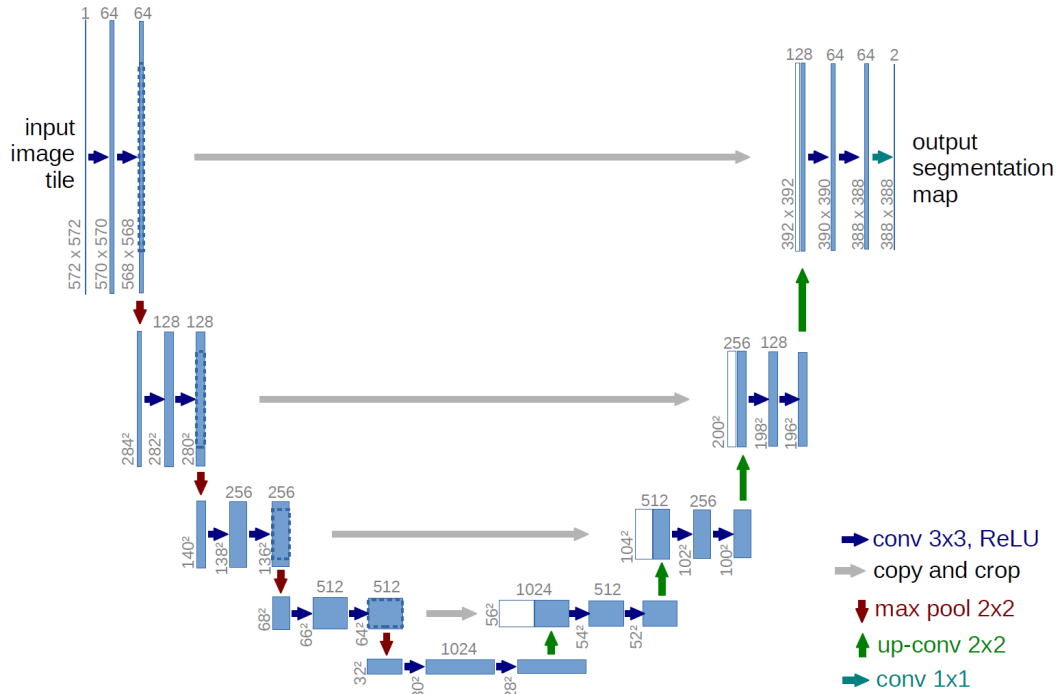 1 64 64
128 64 64 2
input
image
tile
output
segmentation
map
572 x 572
570 x 570
568 x 568
392 x 392
390 x 390
388 x 388
388 x 388
128 128
256 128
284²
282²
280²
200²
198²
196²
256 256
512 256
140²
138²
136²
104²
102²
100²
512 512
1024 512
68²
66²
64²
56²
54²
52²
1024
32²
30²
28²
conv 3x3, ReLU
copy and crop
max pool 2x2
up-conv 2x2
conv 1x1